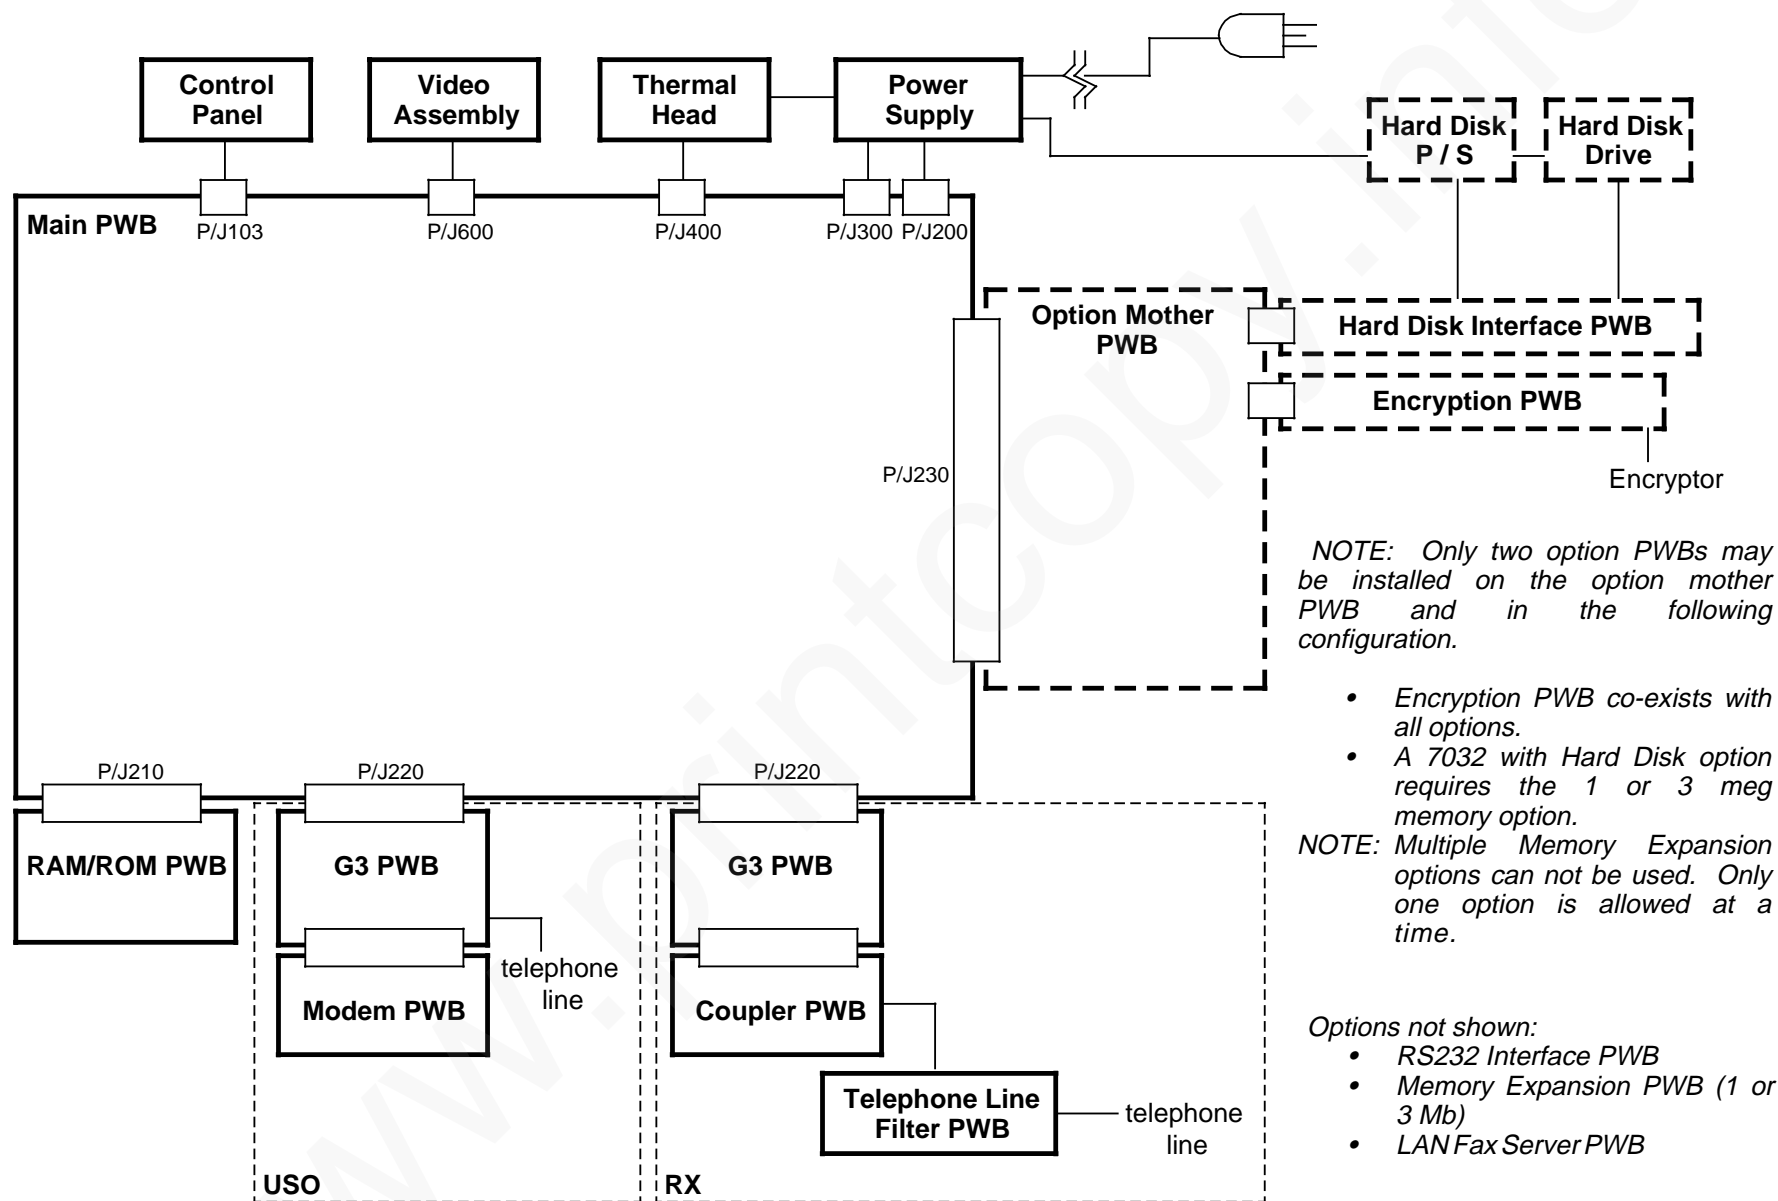 Control
Panel
Video
Assembly
Thermal
Head
Power
Supply
Hard Disk
P / S
Hard Disk
Drive
Main PWB
P/J103
P/J600
P/J400
P/J300
P/J200
Option Mother
PWB
Hard Disk Interface PWB
Encryption PWB
Encryptor
P/J230
NOTE: Only two option PWBs may
be installed on the option mother
PWB and in the following
configuration.
• Encryption PWB co-exists with
all options.
• A 7032 with Hard Disk option
requires the 1 or 3 meg
memory option.
NOTE: Multiple Memory Expansion
options can not be used. Only
one option is allowed at a
time.
P/J210
P/J220
P/J220
RAM/ROM PWB
G3 PWB
G3 PWB
telephone
line
Modem PWB
Coupler PWB
Telephone Line
Filter PWB
telephone
line
USO
RX
Options not shown:
• RS232 Interface PWB
• Memory Expansion PWB (1 or
3 Mb)
• LAN Fax Server PWB
www.printcopy.info